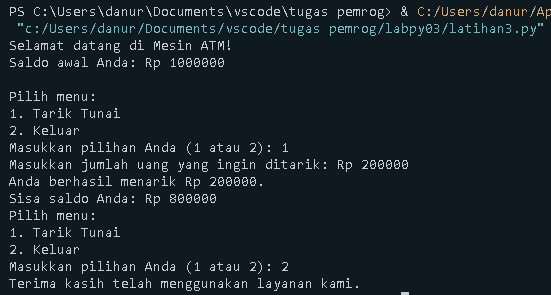 PS C:\Users\danur\Documents\vscode\tugas pemrog> & C:/Users/danur/Ap
"c:/Users/danur/Documents/vscode/tugas pemrog/labpy03/latihan3.py"
Selamat datang di Mesin ATM!
Saldo awal Anda: Rp 1000000
Pilih menu:
1. Tarik Tunai
2. Keluar
Masukkan pilihan Anda (1 atau 2): 1
Masukkan jumlah uang yang ingin ditarik: Rp 200000
Anda berhasil menarik Rp 200000.
Sisa saldo Anda: Rp 800000
Pilih menu:
1. Tarik Tunai
2. Keluar
Masukkan pilihan Anda (1 atau 2): 2
Terima kasih telah menggunakan layanan kami.